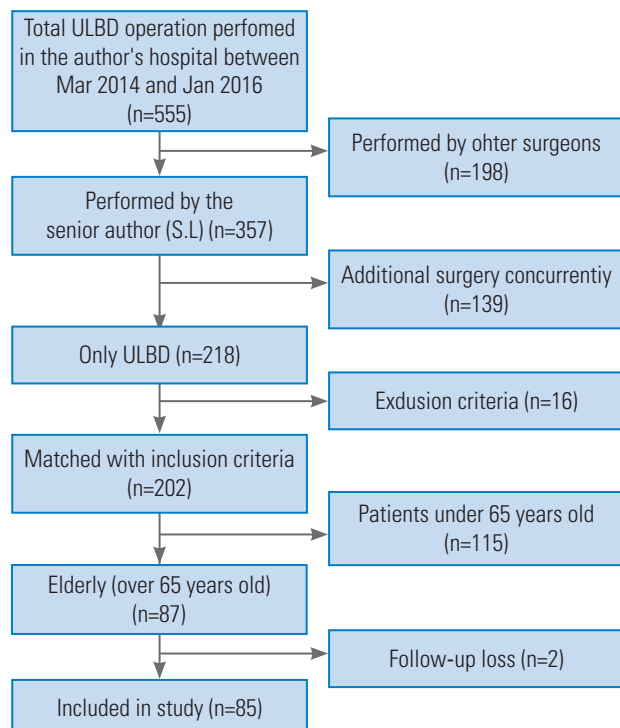 Total ULBD operation perfomed
in the author's hospital between
Mar 2014 and Jan 2016
(n=555)
Performed by ohter surgeons
(n=198)
Performed by the
senior author (S.L) (n=357)
Additional surgery concurrentiy
(n=139)
Only ULBD (n=218)
Exdusion criteria (n=16)
Matched with inclusion criteria
(n=202)
Patients under 65 years old
(n=115)
Elderly (over 65 years old)
(n=87)
Follow-up loss (n=2)
Included in study (n=85)